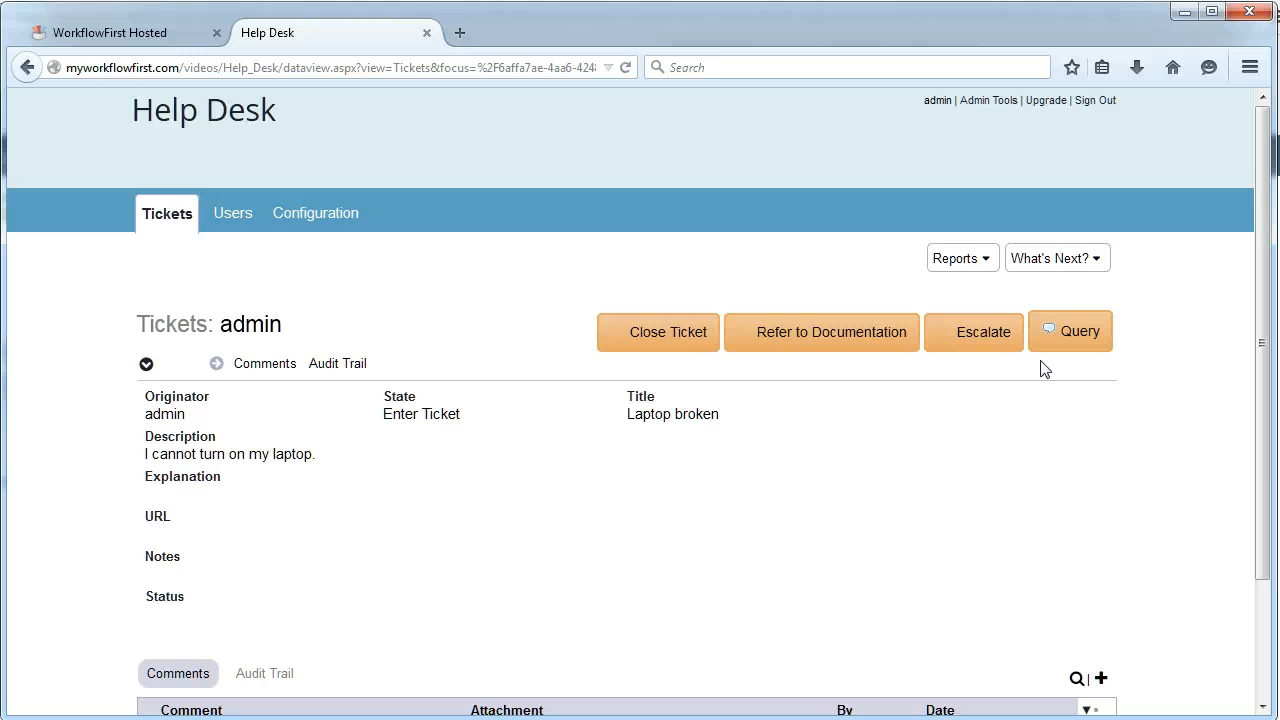 WorkflowFirst Hosted
Help Desk
myworkflowfirst.com/videos/Help_Desk/dataview.aspx?view=Tickets&focus=%2F6affa7ae-4aa6-4248
Search
Help Desk
admin | Admin Tools | Upgrade | Sign Out
Tickets Users Configuration
Reports What's Next?
Tickets: admin
Close Ticket Refer to Documentation Escalate Query
Comments Audit Trail
Originator State Title
admin Enter Ticket Laptop broken
Description
I cannot turn on my laptop.
Explanation
URL
Notes
Status
Comments Audit Trail
Comment Attachment By Date